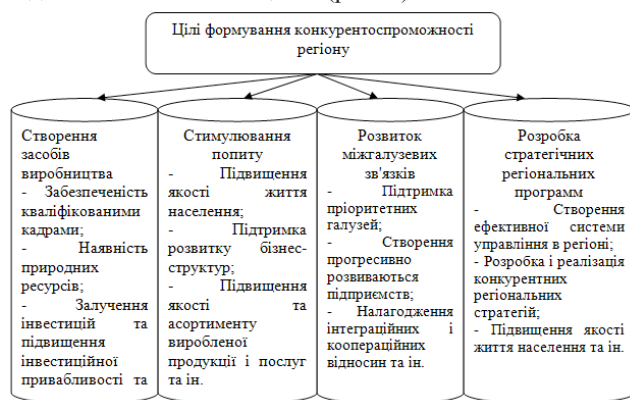 Цілі формування конкурентоспроможності
регіону
Створення
засобів
виробництва
- Забезпеченість
кваліфікованими
кадрами;
- Наявність
природних
ресурсів;
- Залучення
інвестицій та
підвищення
інвестиційної
привабливості та
Стимулювання
попиту
- Підвищення
якості життя
населення;
- Підтримка
розвитку бізнес-
структур;
- Підвищення
якості та
асортименту
виробленої
продукції і послуг
та ін.
Розвиток
міжгалузевих
зв'язків
- Підтримка
пріоритетних
галузей;
- Створення
прогресивно
розвиваються
підприємств;
- Налагодження
інтеграційних і
коопераційних
відносин та ін.
Розробка
стратегічних
регіональних
программ
- Створення
ефективної системи
управління в регіоні;
- Розробка і реалізація
конкурентних
регіональних
стратегій;
- Підвищення якості
життя населення та ін.